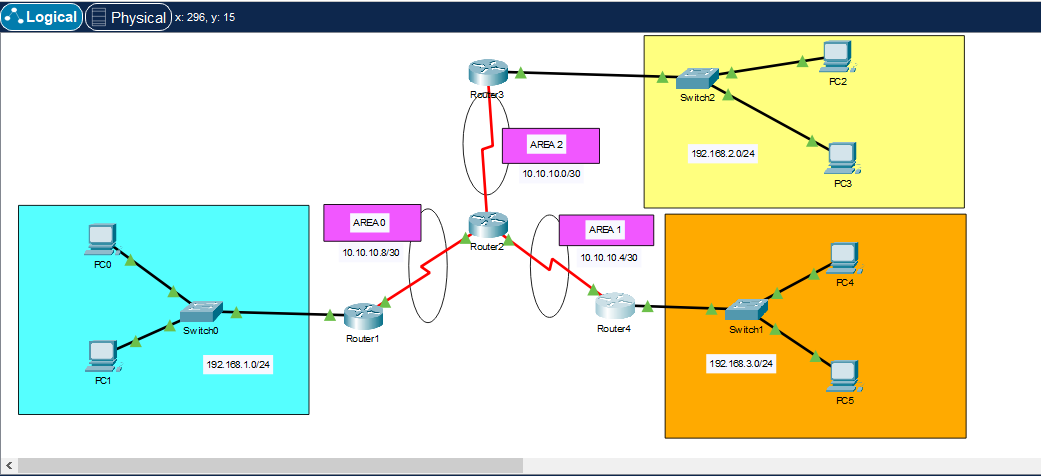 Logical
Physical
x: 296, y: 15
Router3
Switch2
PC2
AREA 2
192.168.2.0/24
10.10.10.0/30
PC3
AREA 0
AREA 1
Router2
10.10.10.8/30
10.10.10.4/30
PC0
PC4
Switch0
Router4
Switch1
Router1
192.168.1.0/24
192.168.3.0/24
PC1
PC5